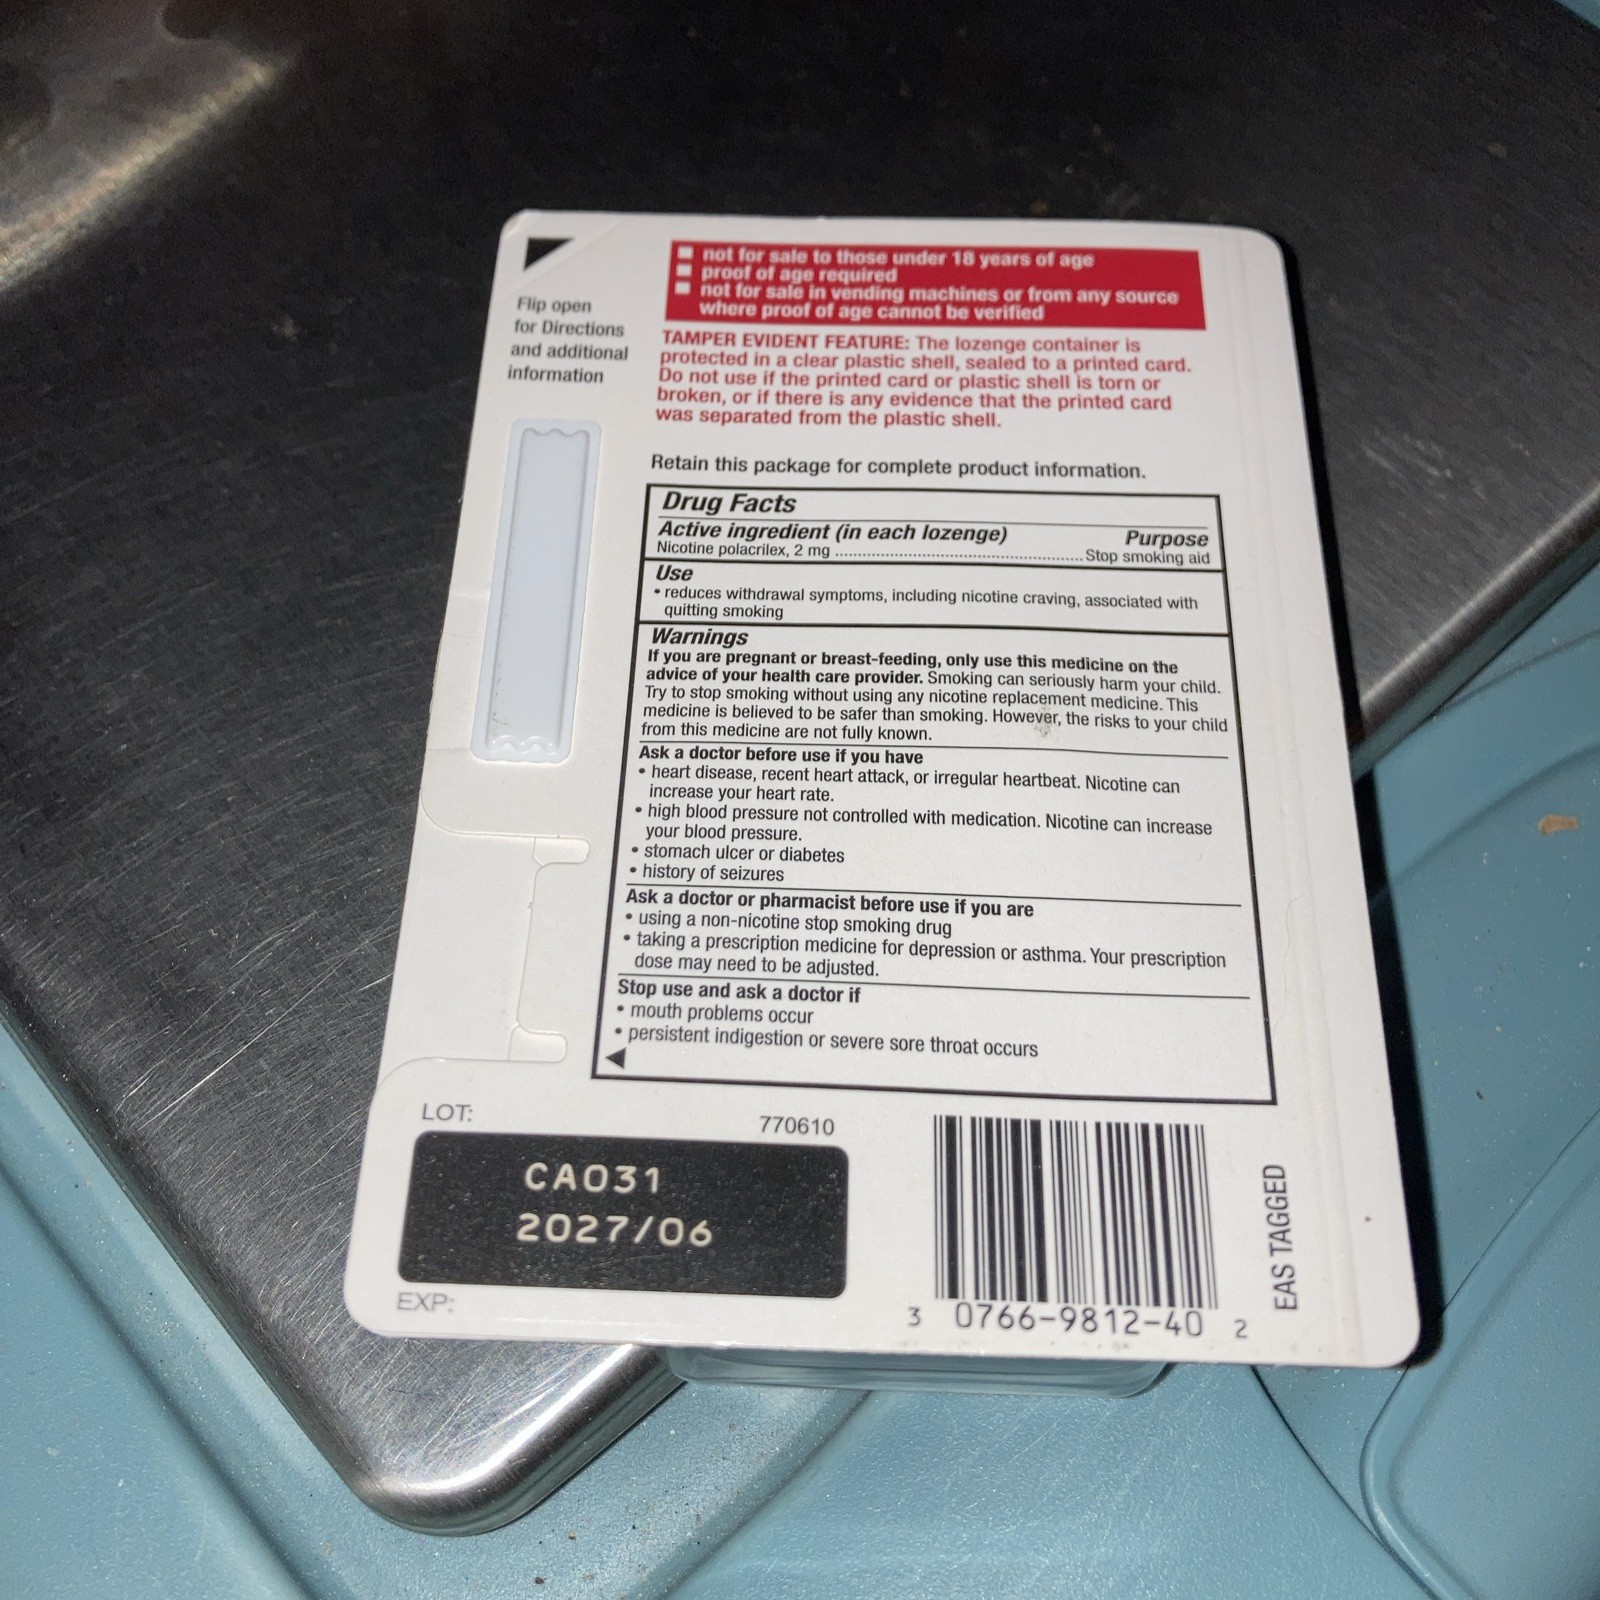 Flip open
for Directions
and additional
information
not for sale to those under 18 years of age
proof of age required
not for sale in vending machines or from any source
where proof of age cannot be verified
TAMPER EVIDENT FEATURE: The lozenge container is
protected in a clear plastic shell, sealed to a printed card.
Do not use if the printed card or plastic shell is torn or
broken, or if there is any evidence that the printed card
was separated from the plastic shell.
Retain this package for complete product information.
Drug Facts
Active ingredient (in each lozenge) Purpose
Nicotine polacrilex, 2 mg ........................................................ Stop smoking aid
Use
• reduces withdrawal symptoms, including nicotine craving, associated with
quitting smoking
Warnings
If you are pregnant or breast-feeding, only use this medicine on the
advice of your health care provider. Smoking can seriously harm your child.
Try to stop smoking without using any nicotine replacement medicine. This
medicine is believed to be safer than smoking. However, the risks to your child
from this medicine are not fully known.
Ask a doctor before use if you have
• heart disease, recent heart attack, or irregular heartbeat. Nicotine can
increase your heart rate.
• high blood pressure not controlled with medication. Nicotine can increase
your blood pressure.
• stomach ulcer or diabetes
• history of seizures
Ask a doctor or pharmacist before use if you are
• using a non-nicotine stop smoking drug
• taking a prescription medicine for depression or asthma. Your prescription
dose may need to be adjusted.
Stop use and ask a doctor if
• mouth problems occur
• persistent indigestion or severe sore throat occurs
LOT: 770610
CA031
2027/06
EXP:
3 0766-9812-40 2
EAS TAGGED